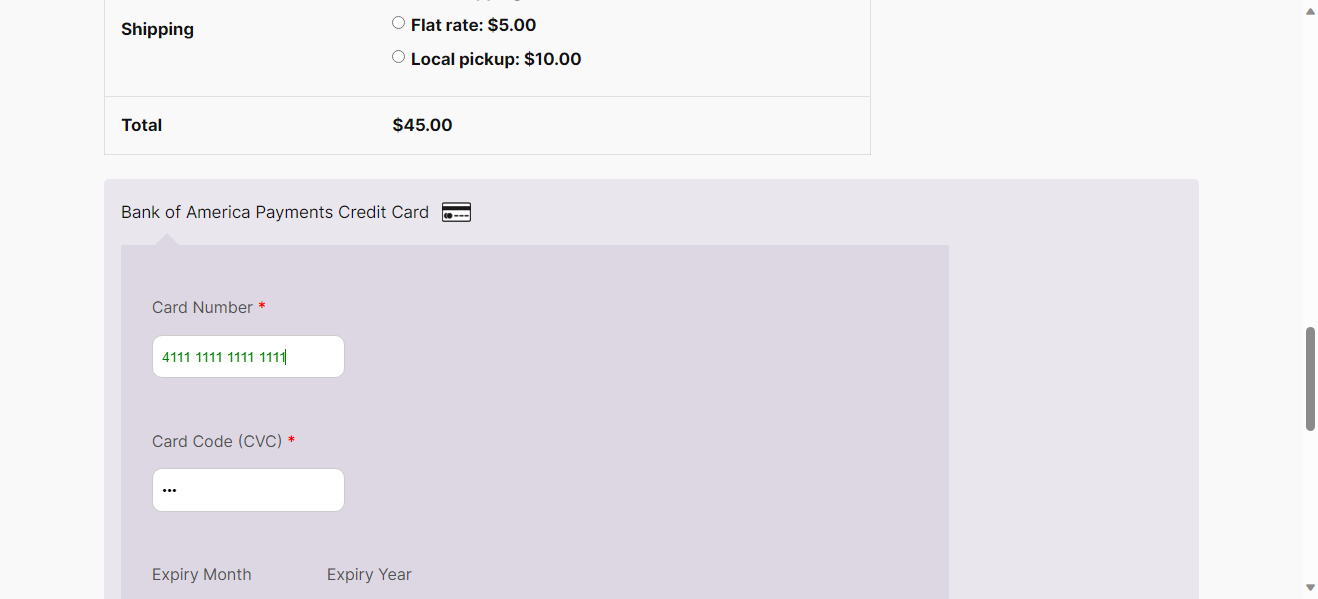 Shipping
Flat rate: $5.00
Local pickup: $10.00
Total $45.00
Bank of America Payments Credit Card
Card Number *
4111 1111 1111 1111
Card Code (CVC) *
•••
Expiry Month Expiry Year